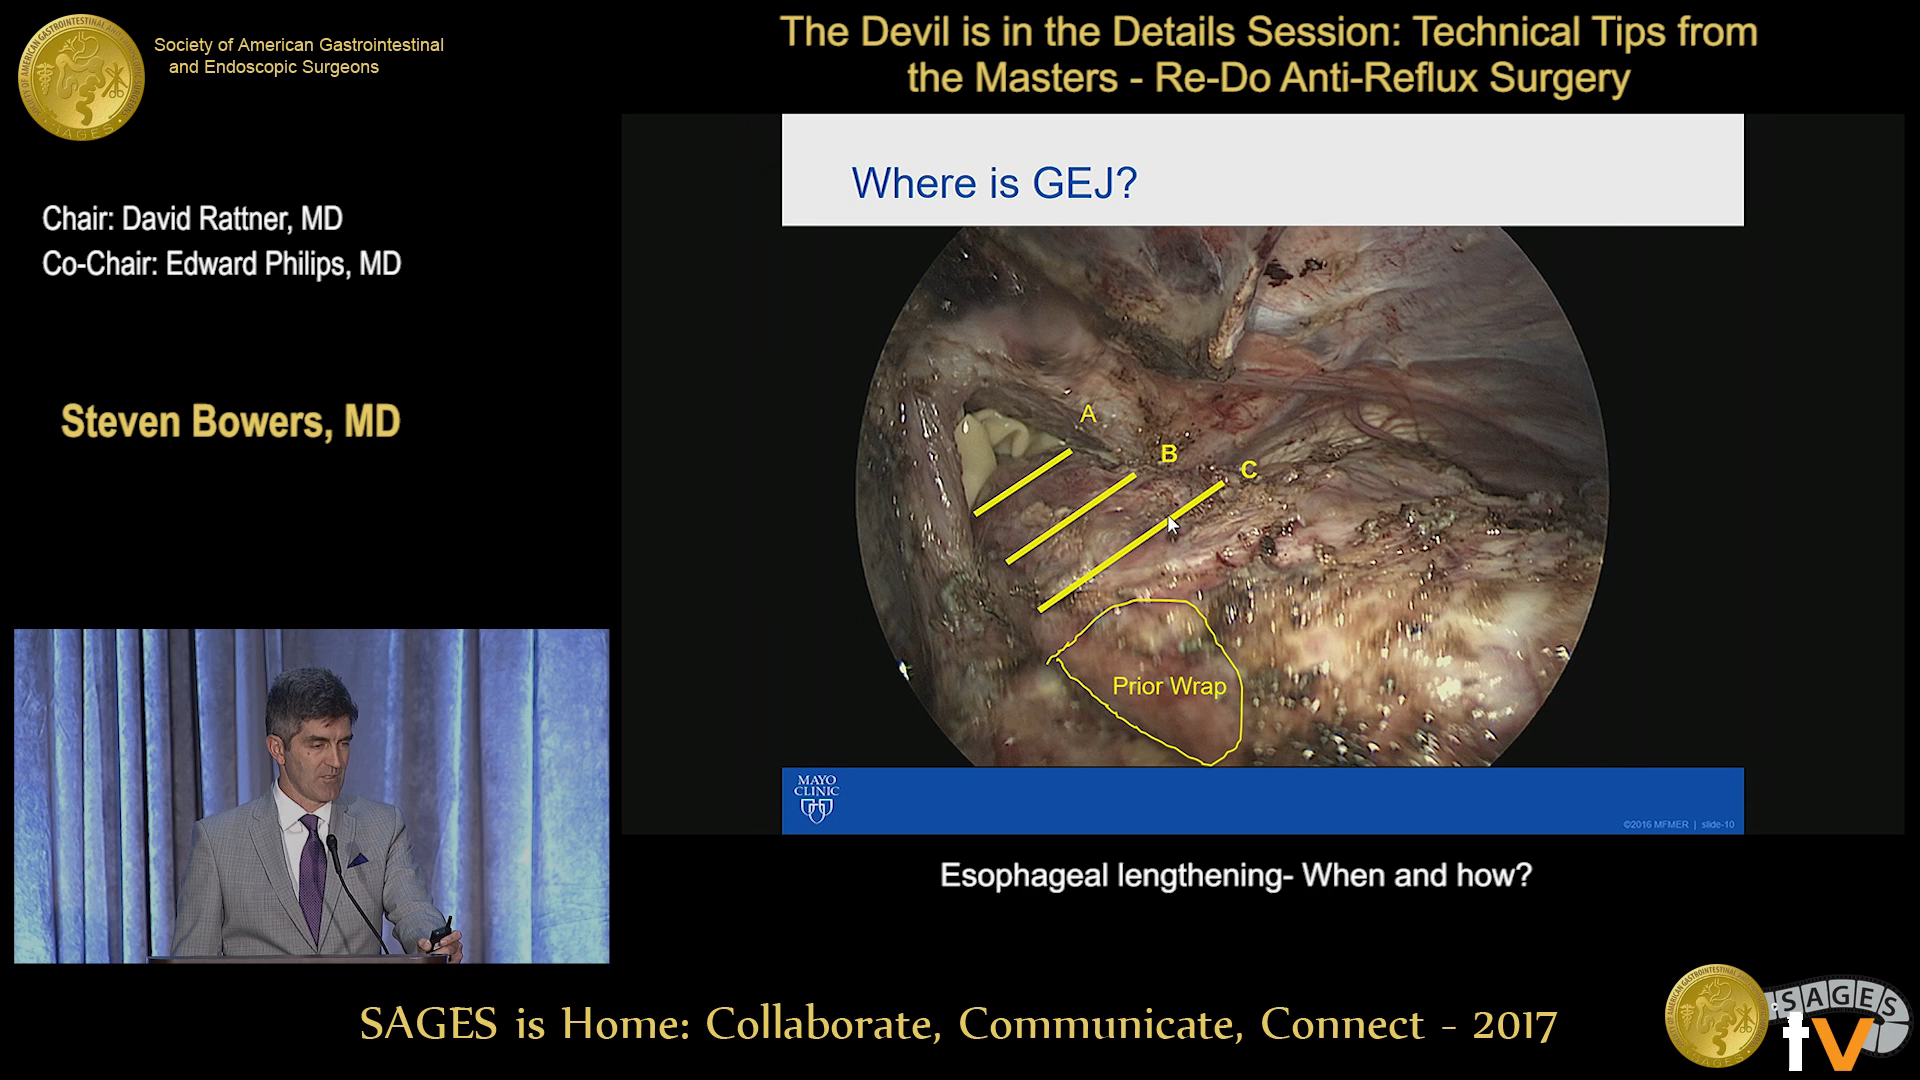 Society of American Gastrointestinal
and Endoscopic Surgeons
The Devil is in the Details Session: Technical Tips from
the Masters - Re-Do Anti-Reflux Surgery
Chair: David Rattner, MD
Co-Chair: Edward Philips, MD
Steven Bowers, MD
Where is GEJ?
A
B
C
Prior Wrap
MAYO
CLINIC
©2016 MFMER | slide-10
Esophageal lengthening- When and how?
SAGES is Home: Collaborate, Communicate, Connect - 2017
SAGES
tv